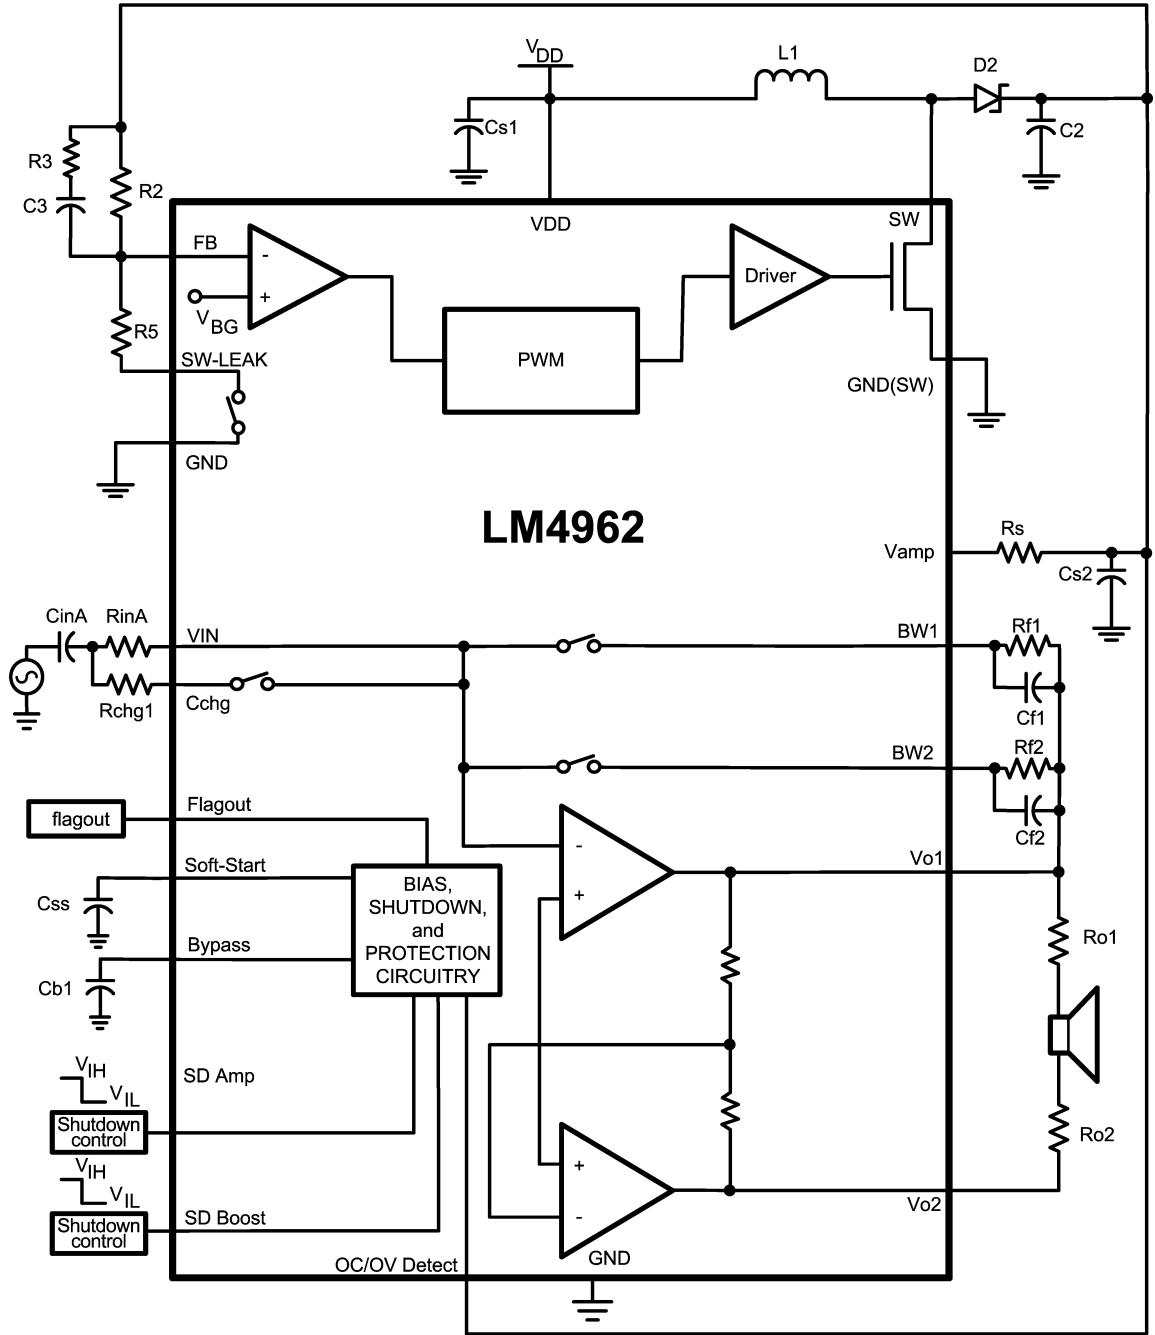 VDD
L1
D2
Cs1
C2
R3
R2
C3
VDD
SW
FB
-
Driver
+
VBG
R5
PWM
SW-LEAK
GND(SW)
GND
LM4962
Rs
Vamp
Cs2
CinA
RinA
VIN
BW1
Rf1
Rchg1
Cchg
Cf1
Rf2
BW2
Flagout
flagout
Cf2
-
Vo1
Soft-Start
BIAS,
SHUTDOWN,
and
PROTECTION
CIRCUITRY
+
Css
Ro1
Bypass
Cb1
VIH
VIL
SD Amp
Shutdown
control
Ro2
VIH
+
VIL
Vo2
SD Boost
-
Shutdown
control
GND
OC/OV Detect